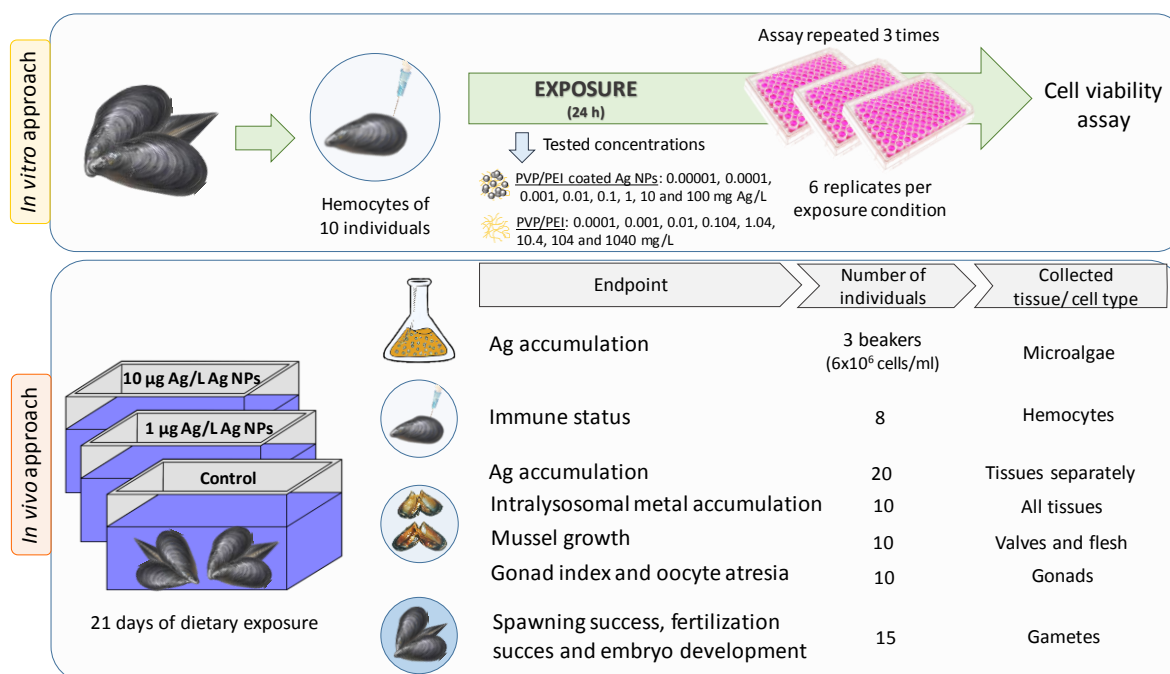 In vitro approach
Hemocytes of
10 individuals
EXPOSURE
(24 h)
Tested concentrations
PVP/PEI coated Ag NPs: 0.00001, 0.0001,
0.001, 0.01, 0.1, 1, 10 and 100 mg Ag/L
PVP/PEI: 0.0001, 0.001, 0.01, 0.104, 1.04,
10.4, 104 and 1040 mg/L
Assay repeated 3 times
6 replicates per
exposure condition
Cell viability
assay
In vivo approach
10 µg Ag/L Ag NPs
1 µg Ag/L Ag NPs
Control
21 days of dietary exposure
Endpoint
Number of
individuals
Collected
tissue/ cell type
Ag accumulation
3 beakers
(6x10⁶ cells/ml)
Microalgae
Immune status
8
Hemocytes
Ag accumulation
20
Tissues separately
Intralysosomal metal accumulation
10
All tissues
Mussel growth
10
Valves and flesh
Gonad index and oocyte atresia
10
Gonads
Spawning success, fertilization
succes and embryo development
15
Gametes